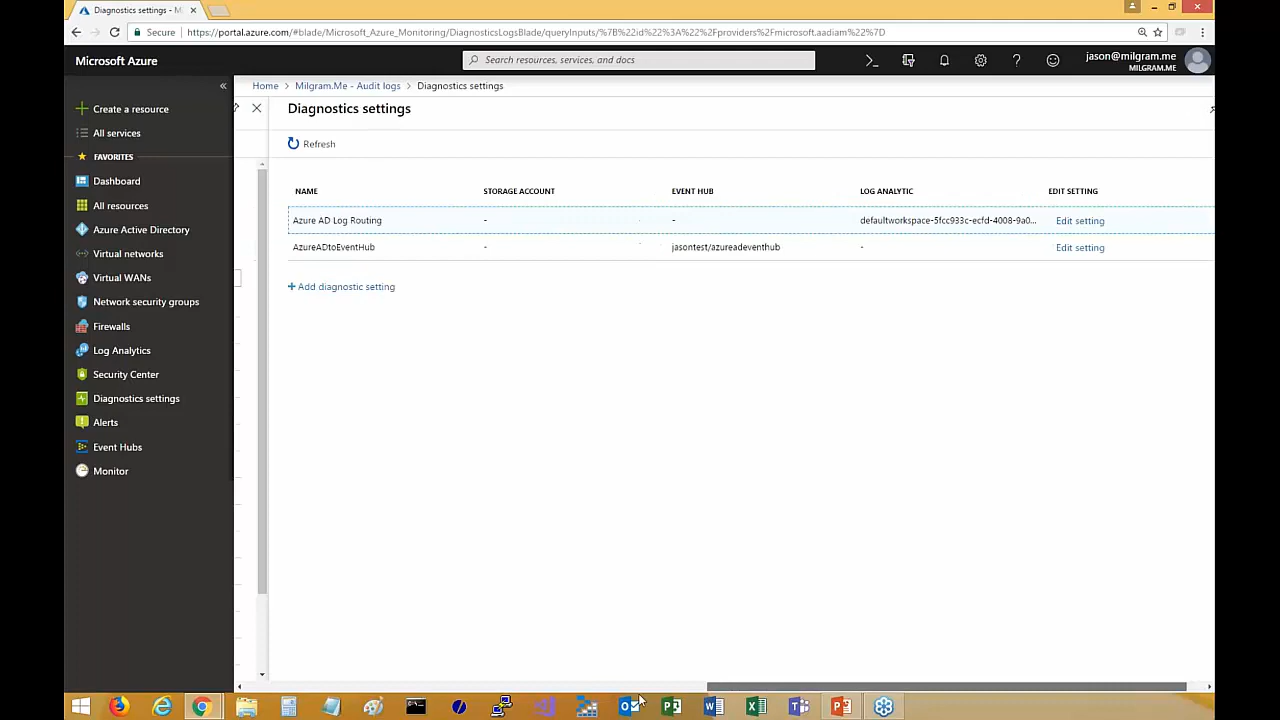 Diagnostics settings - Mi
Secure
https://portal.azure.com/#blade/Microsoft_Azure_Monitoring/DiagnosticsLogsBlade/queryInputs/%7B%22id%22%3A%22%2Fproviders%2Fmicrosoft.aadiam%22%7D
Microsoft Azure
Search resources, services, and docs
jason@milgram.me
MILGRAM.ME
Home > Milgram.Me - Audit logs > Diagnostics settings
Diagnostics settings
Refresh
NAME STORAGE ACCOUNT EVENT HUB LOG ANALYTIC EDIT SETTING
Azure AD Log Routing - - defaultworkspace-5fcc933c-ecfd-4008-9a0... Edit setting
AzureADtoEventHub - jasontest/azureadeventhub - Edit setting
+ Add diagnostic setting
Create a resource
All services
FAVORITES
Dashboard
All resources
Azure Active Directory
Virtual networks
Virtual WANs
Network security groups
Firewalls
Log Analytics
Security Center
Diagnostics settings
Alerts
Event Hubs
Monitor